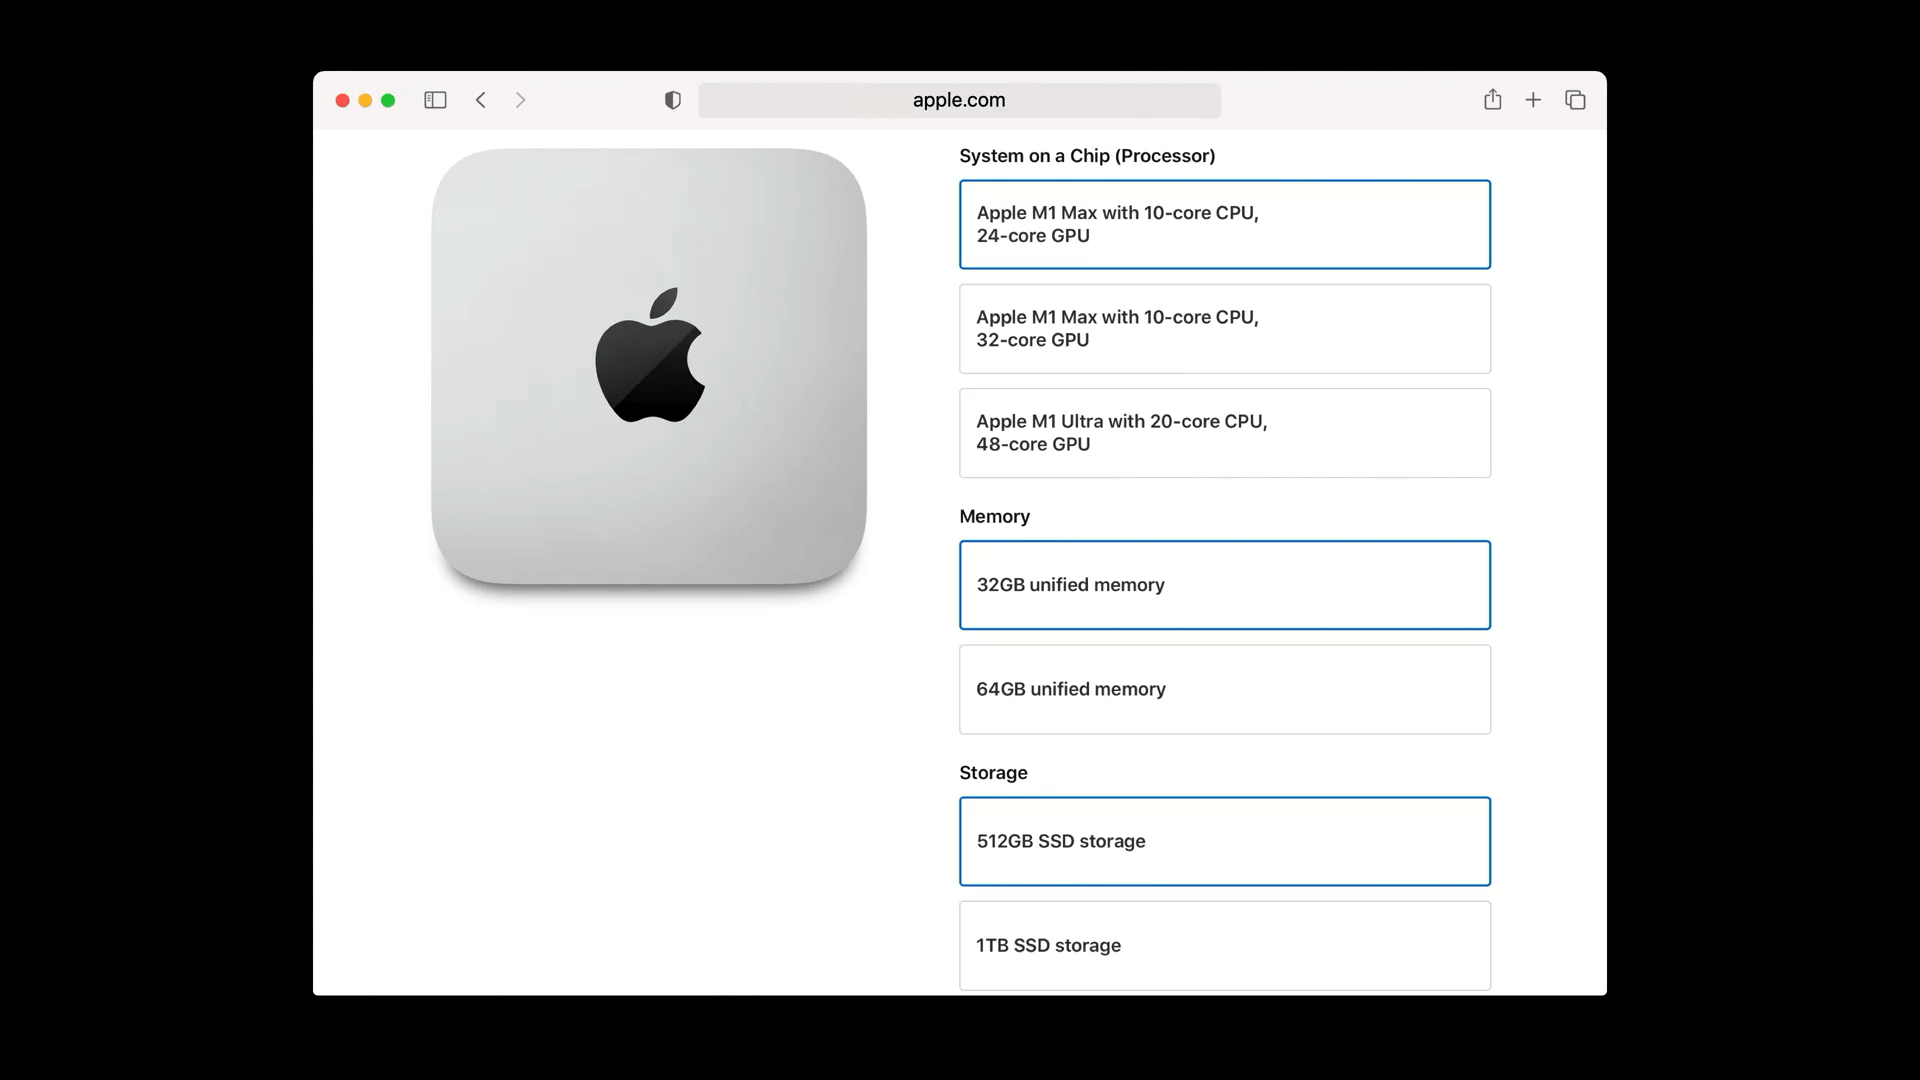 apple.com
System on a Chip (Processor)
Apple M1 Max with 10-core CPU,
24-core GPU
Apple M1 Max with 10-core CPU,
32-core GPU
Apple M1 Ultra with 20-core CPU,
48-core GPU
Memory
32GB unified memory
64GB unified memory
Storage
512GB SSD storage
1TB SSD storage